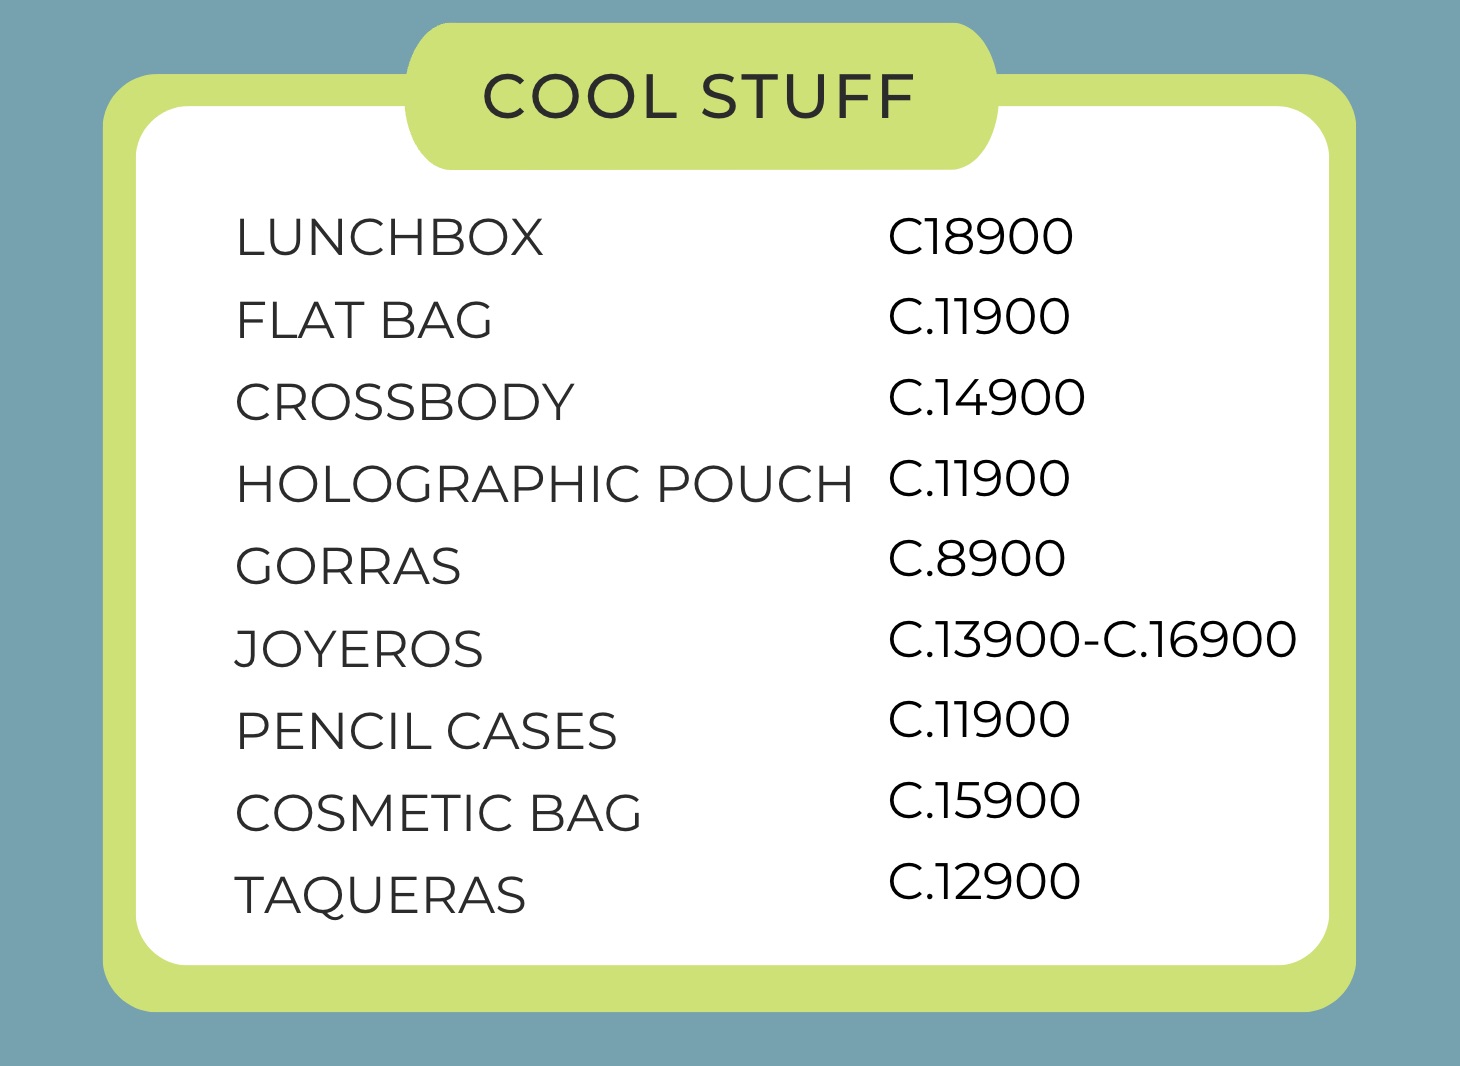 COOL STUFF
LUNCHBOX C18900
FLAT BAG C.11900
CROSSBODY C.14900
HOLOGRAPHIC POUCH C.11900
GORRAS C.8900
JOYEROS C.13900-C.16900
PENCIL CASES C.11900
COSMETIC BAG C.15900
TAQUERAS C.12900